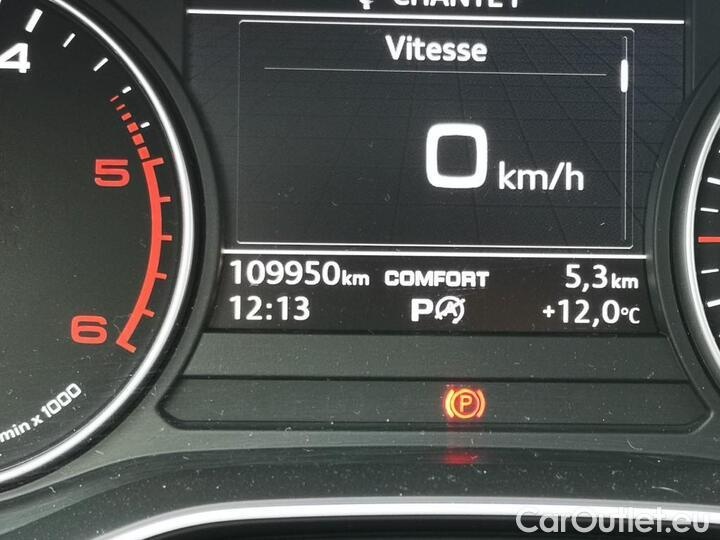 Vitesse
0 km/h
4
5
6
min x 1000
109950km COMFORT 5,3km
12:13 P A +12,0°C
P
CarOutlet.eu